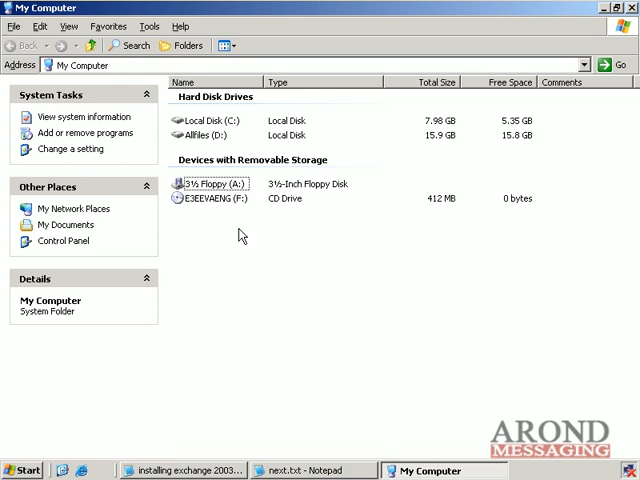 My Computer
File Edit View Favorites Tools Help
Back Search Folders
Address My Computer Go
Name Type Total Size Free Space Comments
System Tasks
View system information
Add or remove programs
Change a setting
Other Places
My Network Places
My Documents
Control Panel
Details
My Computer
System Folder
Hard Disk Drives
Local Disk (C:) Local Disk 7.98 GB 5.35 GB
Allfiles (D:) Local Disk 15.9 GB 15.8 GB
Devices with Removable Storage
3½ Floppy (A:) 3½-Inch Floppy Disk
E3EEVAENG (F:) CD Drive 412 MB 0 bytes
AROND
MESSAGING
Start installing exchange 2003... next.txt - Notepad My Computer